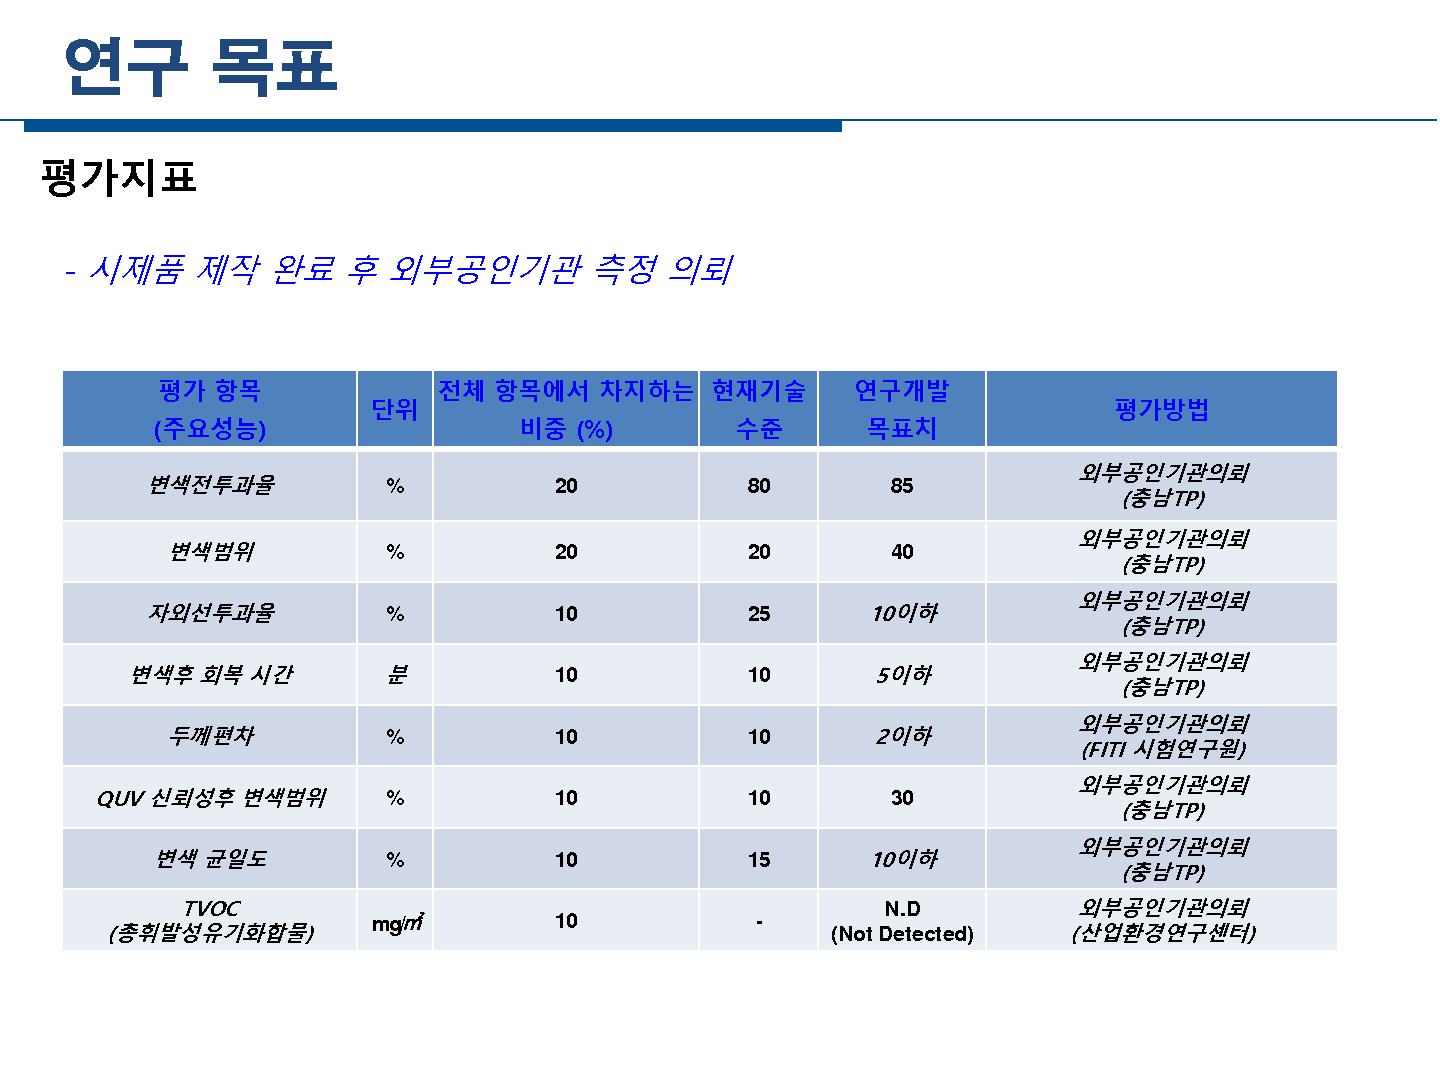 연구 목표
평가지표
- 시제품 제작 완료 후 외부공인기관 측정 의뢰
평가 항목
(주요성능)
단위
전체 항목에서 차지하는
비중 (%)
현재기술
수준
연구개발
목표치
평가방법
변색전투과율
%
20
80
85
외부공인기관의뢰
(충남TP)
변색범위
%
20
20
40
외부공인기관의뢰
(충남TP)
자외선투과율
%
10
25
10이하
외부공인기관의뢰
(충남TP)
변색후 회복 시간
분
10
10
5이하
외부공인기관의뢰
(충남TP)
두께편차
%
10
10
2이하
외부공인기관의뢰
(FITI 시험연구원)
QUV 신뢰성후 변색범위
%
10
10
30
외부공인기관의뢰
(충남TP)
변색 균일도
%
10
15
10이하
외부공인기관의뢰
(충남TP)
TVOC
(총휘발성유기화합물)
mg/㎡
10
-
N.D
(Not Detected)
외부공인기관의뢰
(산업환경연구센터)